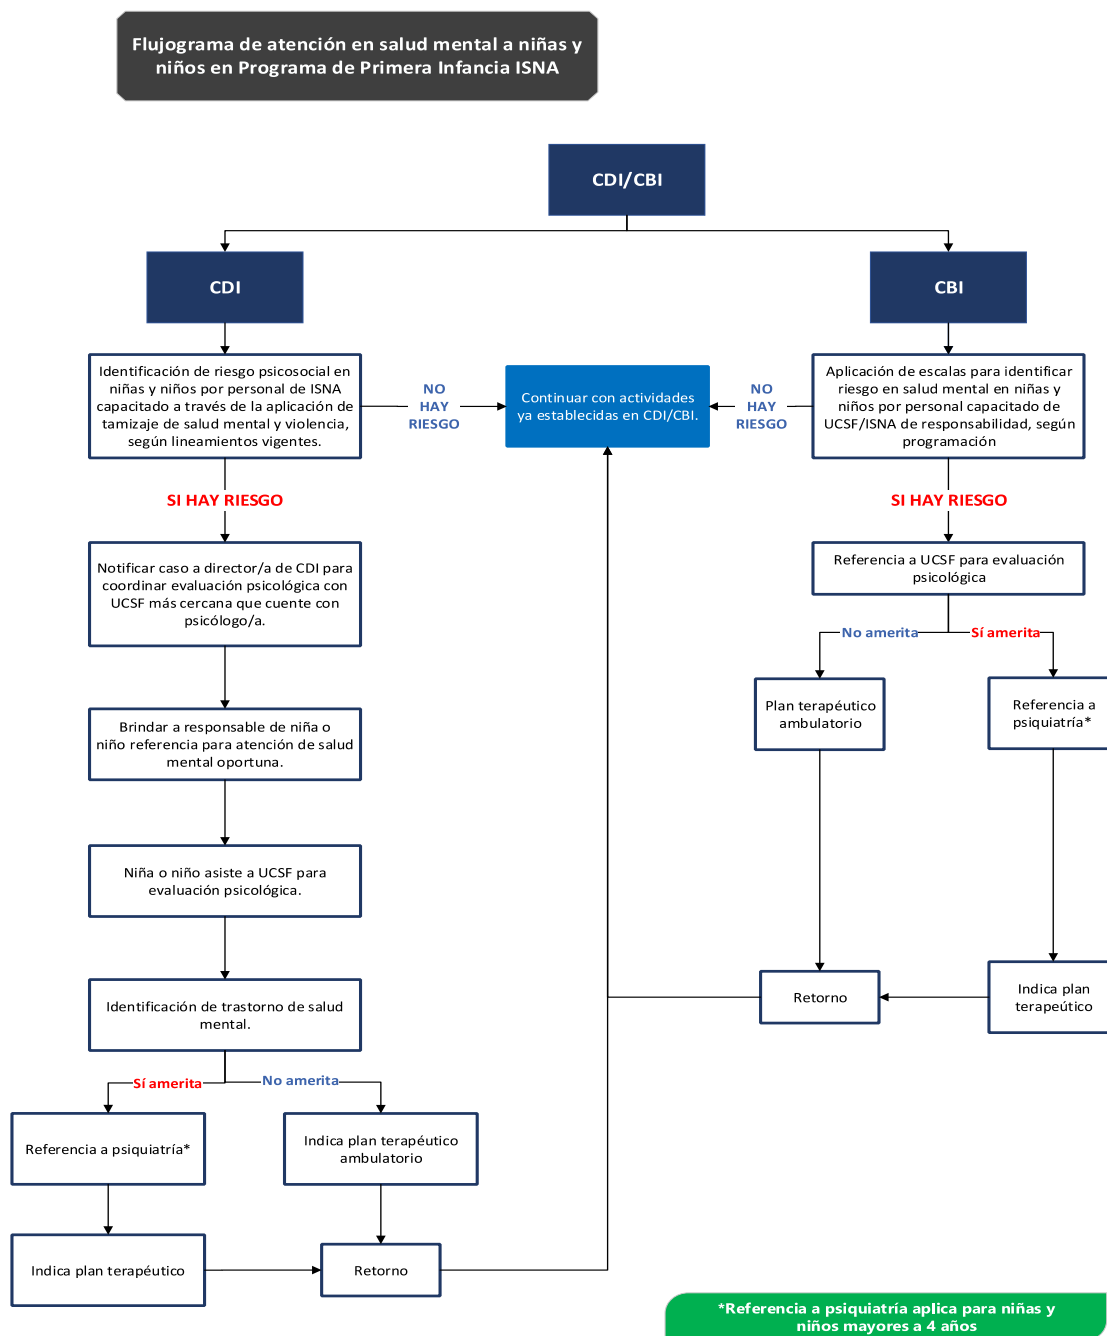 Flujograma de atención en salud mental a niñas y
niños en Programa de Primera Infancia ISNA
CDI/CBI
CDI
CBI
Identificación de riesgo psicosocial en
niñas y niños por personal de ISNA
capacitado a través de la aplicación de
tamizaje de salud mental y violencia,
según lineamientos vigentes.
NO
HAY
RIESGO
Continuar con actividades
ya establecidas en CDI/CBI.
NO
HAY
RIESGO
Aplicación de escalas para identificar
riesgo en salud mental en niñas y
niños por personal capacitado de
UCSF/ISNA de responsabilidad, según
programación
SI HAY RIESGO
SI HAY RIESGO
Notificar caso a director/a de CDI para
coordinar evaluación psicológica con
UCSF más cercana que cuente con
psicólogo/a.
Referencia a UCSF para evaluación
psicológica
No amerita
Sí amerita
Brindar a responsable de niña o
niño referencia para atención de salud
mental oportuna.
Plan terapéutico
ambulatorio
Referencia a
psiquiatría*
Niña o niño asiste a UCSF para
evaluación psicológica.
Identificación de trastorno de salud
mental.
Retorno
Indica plan
terapeútico
Sí amerita
No amerita
Referencia a psiquiatría*
Indica plan terapéutico
ambulatorio
Indica plan terapéutico
Retorno
*Referencia a psiquiatría aplica para niñas y
niños mayores a 4 años